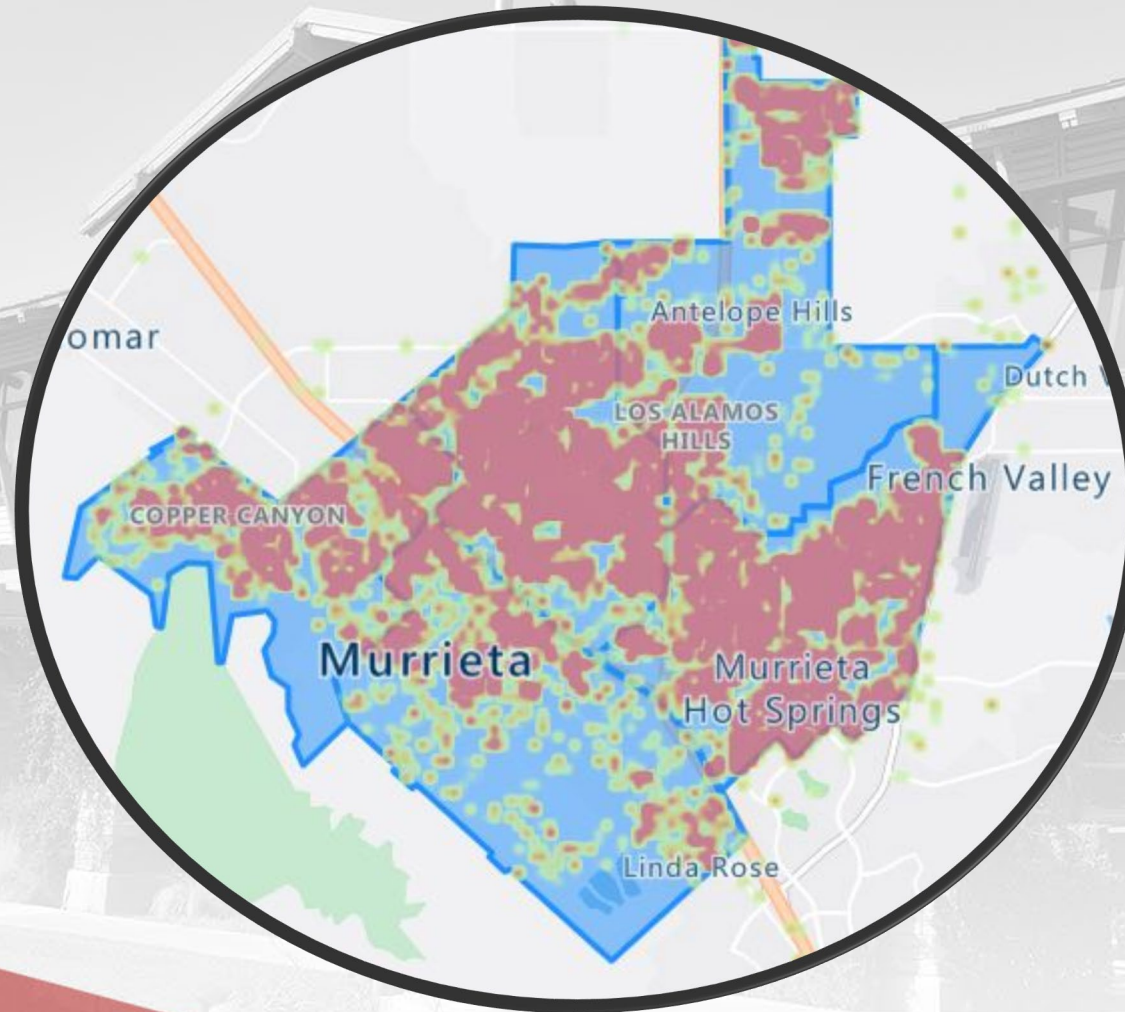 Antelope Hills
omar
Dutch V
LOS ALAMOS
HILLS
French Valley
COPPER CANYON
Murrieta
Murrieta
Hot Springs
Linda Rose